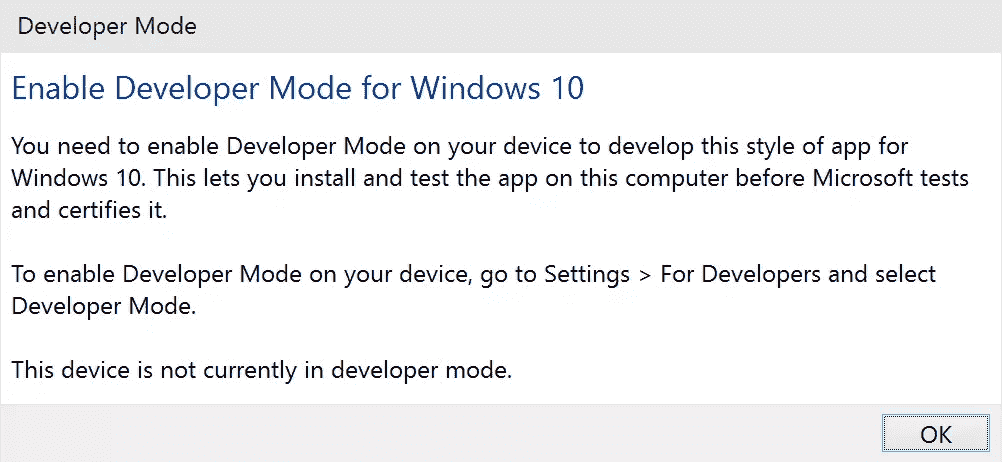 Developer Mode
Enable Developer Mode for Windows 10
You need to enable Developer Mode on your device to develop this style of app for
Windows 10. This lets you install and test the app on this computer before Microsoft tests
and certifies it.
To enable Developer Mode on your device, go to Settings > For Developers and select
Developer Mode.
This device is not currently in developer mode.
OK